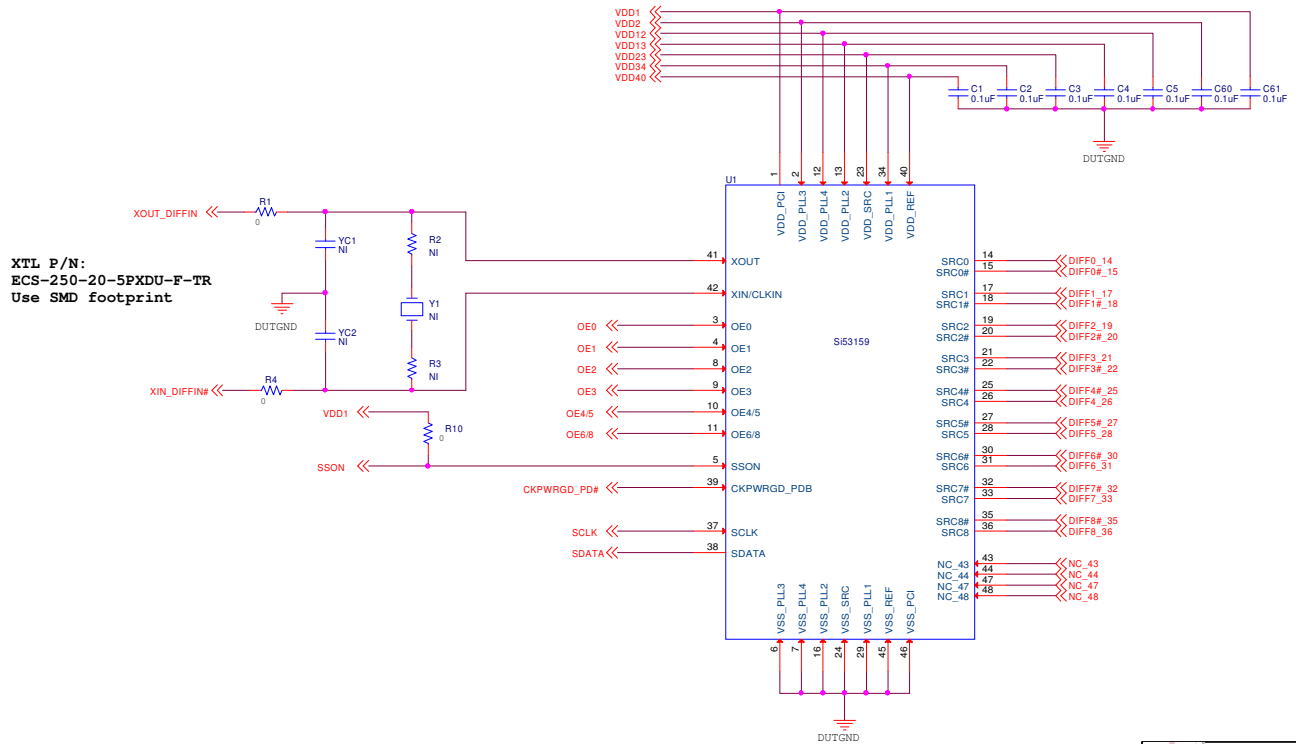 VDD1
VDD2
VDD12
VDD13
VDD23
VDD34
VDD40
C1
0.1uF
C2
0.1uF
C3
0.1uF
C4
0.1uF
C5
0.1uF
C60
0.1uF
C61
0.1uF
DUTGND
U1
1
2
12
13
23
34
40
VDD_PCI
VDD_PLL3
VDD_PLL4
VDD_PLL2
VDD_SRC
VDD_PLL1
VDD_REF
XTL P/N:
ECS-250-20-5PXDU-F-TR
Use SMD footprint
XOUT_DIFFIN
R1
0
YC1
NI
R2
NI
DUTGND
Y1
NI
YC2
NI
R3
NI
XIN_DIFFIN#
R4
0
VDD1
R10
0
41 XOUT
42 XIN/CLKIN
OE0 3 OE0
OE1 4 OE1
OE2 8 OE2
OE3 9 OE3
OE4/5 10 OE4/5
OE6/8 11 OE6/8
SSON 5 SSON
CKPWRGD_PD# 39 CKPWRGD_PDB
SCLK 37 SCLK
SDATA 38 SDATA
Si53159
SRC0 14 DIFF0_14
SRC0# 15 DIFF0#_15
SRC1 17 DIFF1_17
SRC1# 18 DIFF1#_18
SRC2 19 DIFF2_19
SRC2# 20 DIFF2#_20
SRC3 21 DIFF3_21
SRC3# 22 DIFF3#_22
SRC4# 25 DIFF4#_25
SRC4 26 DIFF4_26
SRC5# 27 DIFF5#_27
SRC5 28 DIFF5_28
SRC6# 30 DIFF6#_30
SRC6 31 DIFF6_31
SRC7# 32 DIFF7#_32
SRC7 33 DIFF7_33
SRC8# 35 DIFF8#_35
SRC8 36 DIFF8_36
NC_43 43 NC_43
NC_44 44 NC_44
NC_47 47 NC_47
NC_48 48 NC_48
VSS_PLL3
VSS_PLL4
VSS_PLL2
VSS_SRC
VSS_PLL1
VSS_REF
VSS_PCI
6
7
16
24
29
45
46
DUTGND